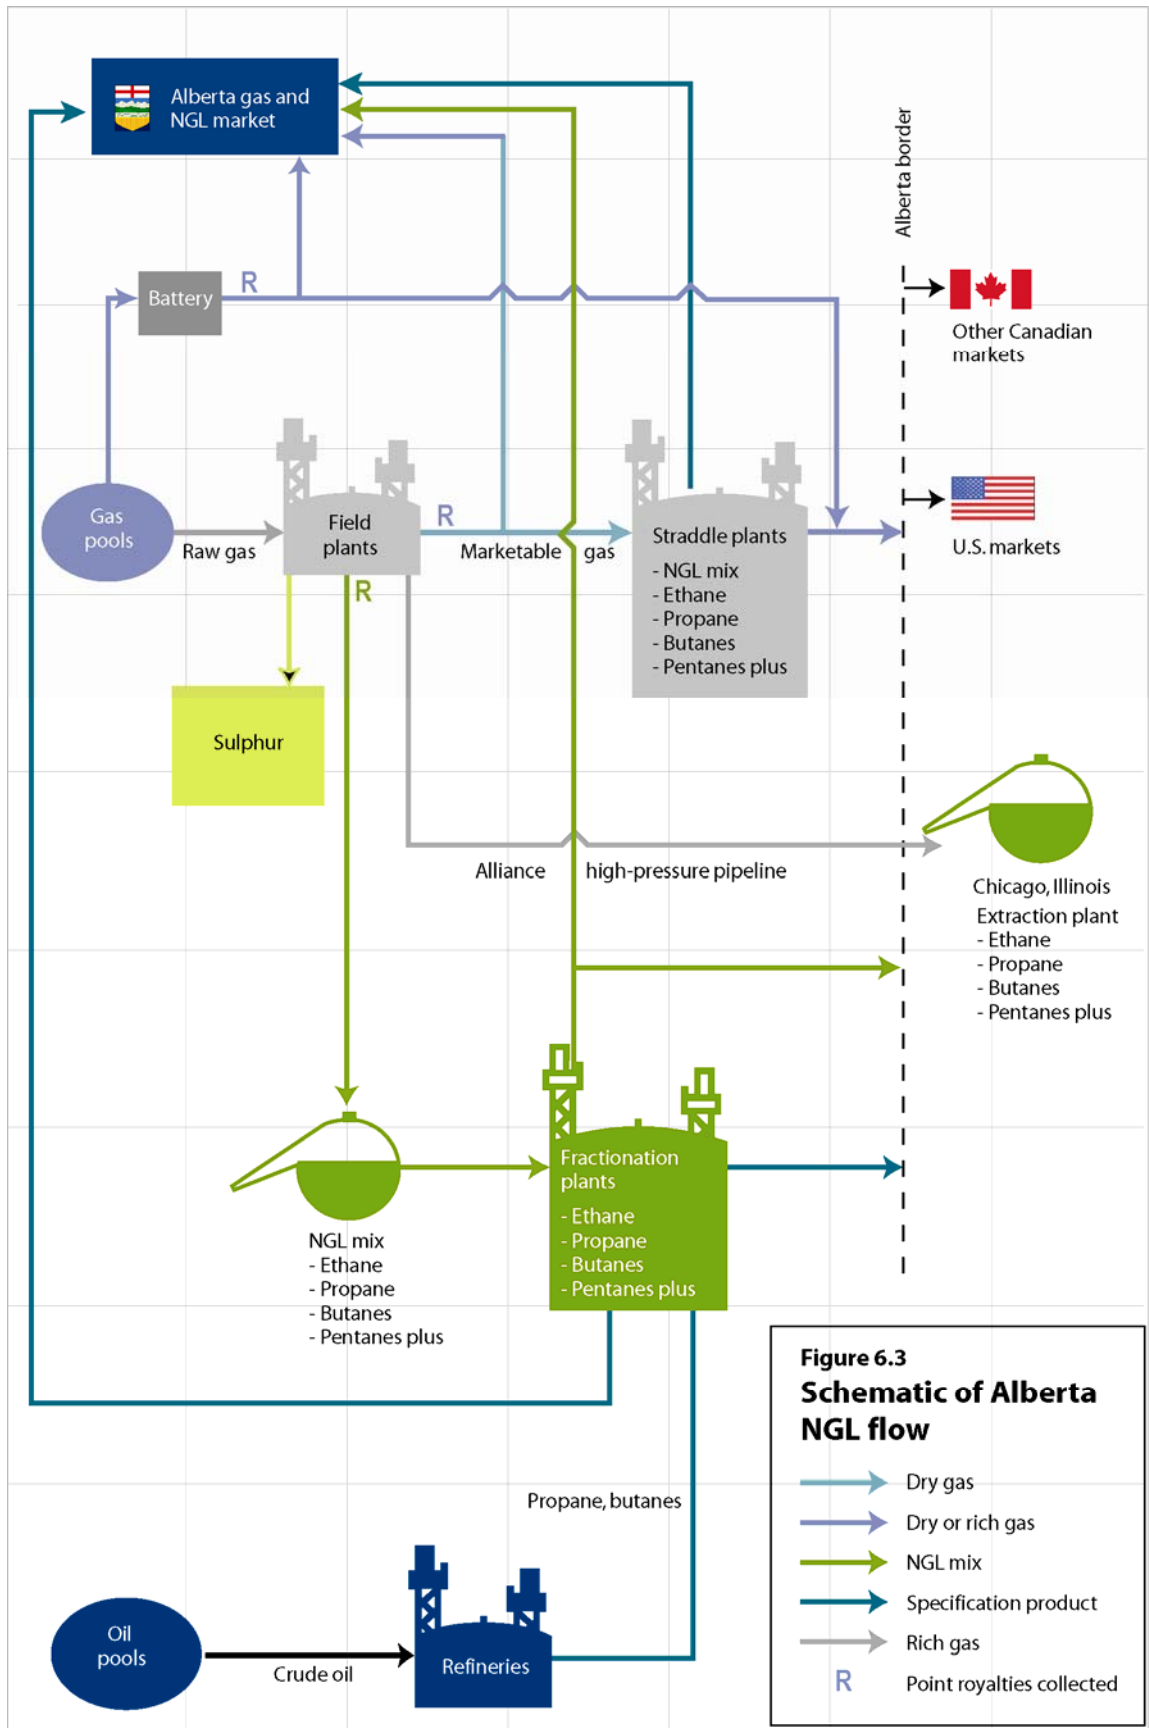 Alberta gas and
NGL market
Alberta border
R
Battery
Other Canadian
markets
Gas
pools
Raw gas
Field
plants
R
Marketable gas
Straddle plants
- NGL mix
- Ethane
- Propane
- Butanes
- Pentanes plus
U.S. markets
R
Sulphur
Alliance high-pressure pipeline
Chicago, Illinois
Extraction plant
- Ethane
- Propane
- Butanes
- Pentanes plus
Fractionation
plants
- Ethane
- Propane
- Butanes
- Pentanes plus
NGL mix
- Ethane
- Propane
- Butanes
- Pentanes plus
Propane, butanes
Oil
pools
Crude oil
Refineries
Figure 6.3
Schematic of Alberta
NGL flow
Dry gas
Dry or rich gas
NGL mix
Specification product
Rich gas
R Point royalties collected